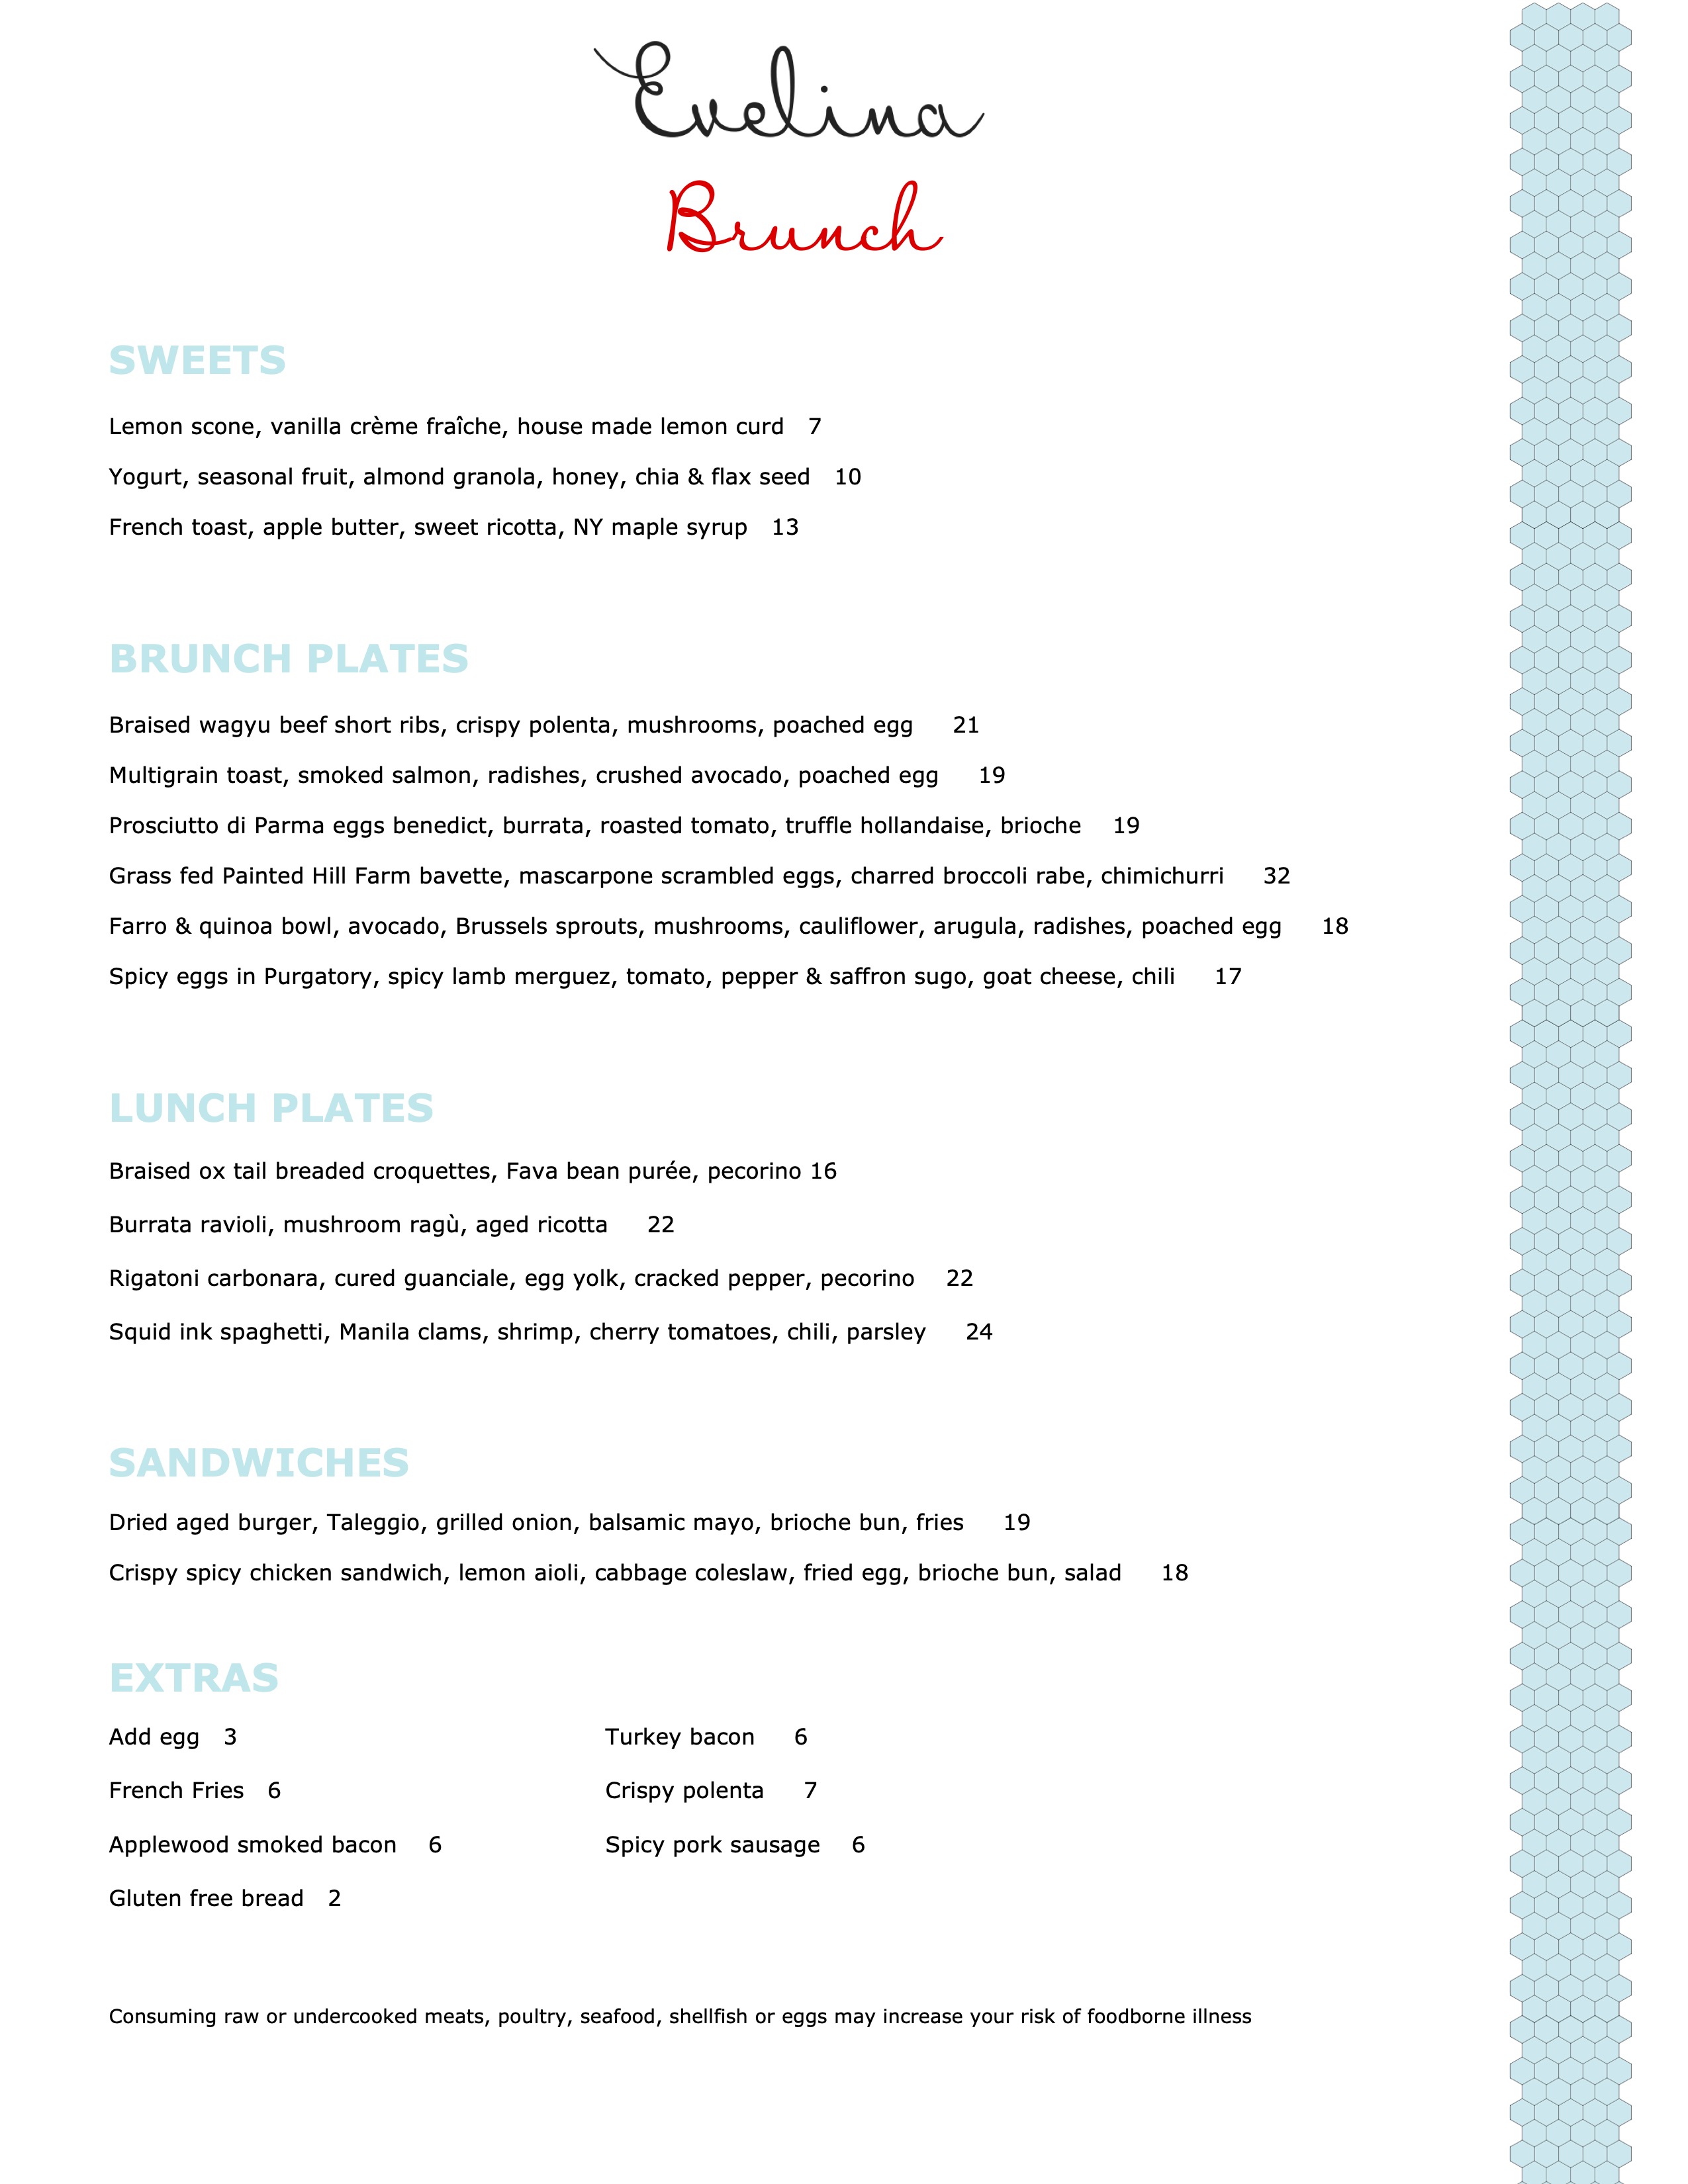 Evelina
Brunch
SWEETS
Lemon scone, vanilla crème fraîche, house made lemon curd 7
Yogurt, seasonal fruit, almond granola, honey, chia & flax seed 10
French toast, apple butter, sweet ricotta, NY maple syrup 13
BRUNCH PLATES
Braised wagyu beef short ribs, crispy polenta, mushrooms, poached egg 21
Multigrain toast, smoked salmon, radishes, crushed avocado, poached egg 19
Prosciutto di Parma eggs benedict, burrata, roasted tomato, truffle hollandaise, brioche 19
Grass fed Painted Hill Farm bavette, mascarpone scrambled eggs, charred broccoli rabe, chimichurri 32
Farro & quinoa bowl, avocado, Brussels sprouts, mushrooms, cauliflower, arugula, radishes, poached egg 18
Spicy eggs in Purgatory, spicy lamb merguez, tomato, pepper & saffron sugo, goat cheese, chili 17
LUNCH PLATES
Braised ox tail breaded croquettes, Fava bean purée, pecorino 16
Burrata ravioli, mushroom ragù, aged ricotta 22
Rigatoni carbonara, cured guanciale, egg yolk, cracked pepper, pecorino 22
Squid ink spaghetti, Manila clams, shrimp, cherry tomatoes, chili, parsley 24
SANDWICHES
Dried aged burger, Taleggio, grilled onion, balsamic mayo, brioche bun, fries 19
Crispy spicy chicken sandwich, lemon aioli, cabbage coleslaw, fried egg, brioche bun, salad 18
EXTRAS
Add egg 3 Turkey bacon 6
French Fries 6 Crispy polenta 7
Applewood smoked bacon 6 Spicy pork sausage 6
Gluten free bread 2
Consuming raw or undercooked meats, poultry, seafood, shellfish or eggs may increase your risk of foodborne illness